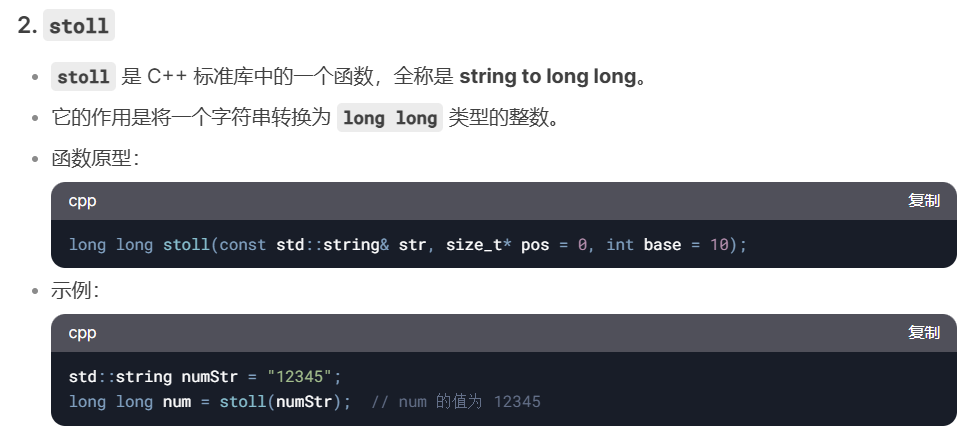 2. stoll
stoll 是 C++ 标准库中的一个函数，全称是 string to long long。
它的作用是将一个字符串转换为 long long 类型的整数。
函数原型：
cpp 复制
long long stoll(const std::string& str, size_t* pos = 0, int base = 10);
示例：
cpp 复制
std::string numStr = "12345";
long long num = stoll(numStr);  // num 的值为 12345